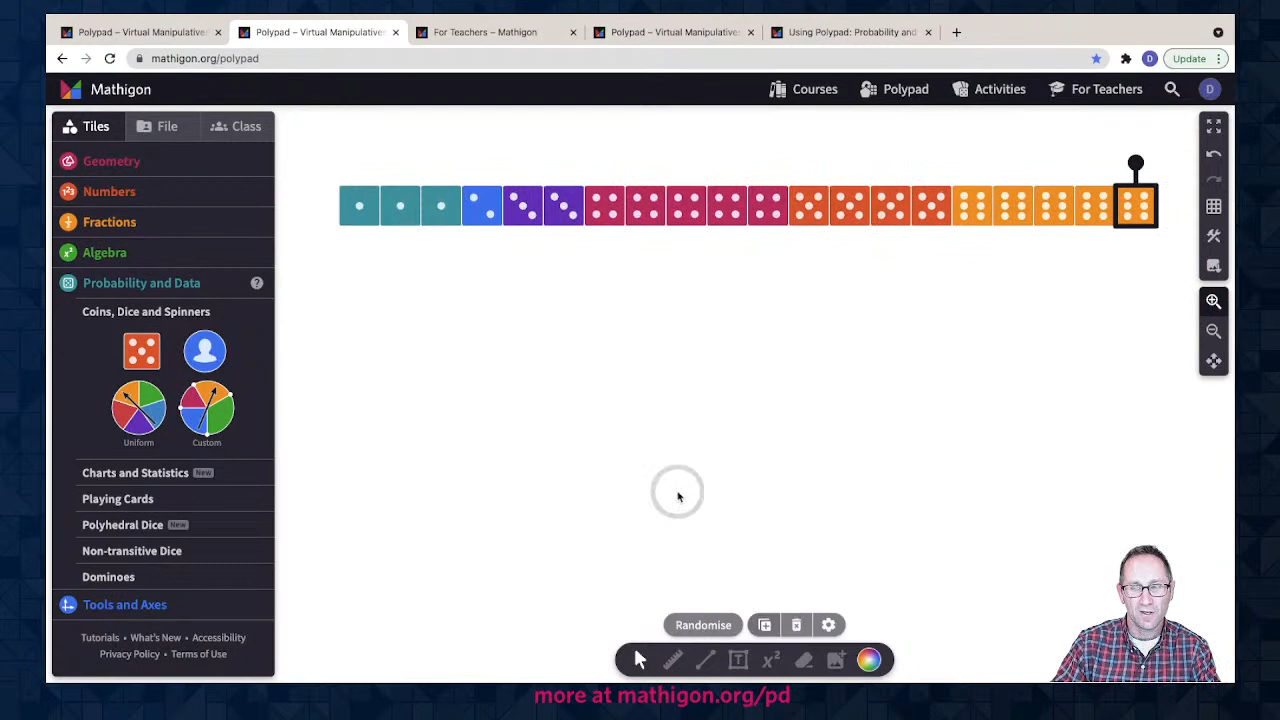 Polypad – Virtual Manipulatives
Polypad – Virtual Manipulatives
For Teachers – Mathigon
Polypad – Virtual Manipulatives
Using Polypad: Probability and
mathigon.org/polypad
D
Update
Mathigon
Courses
Polypad
Activities
For Teachers
D
Tiles
File
Class
Geometry
Numbers
Fractions
Algebra
Probability and Data
?
Coins, Dice and Spinners
Uniform
Custom
Charts and Statistics New
Playing Cards
Polyhedral Dice New
Non-transitive Dice
Dominoes
Tools and Axes
Tutorials • What's New • Accessibility
Privacy Policy • Terms of Use
Randomise
more at mathigon.org/pd